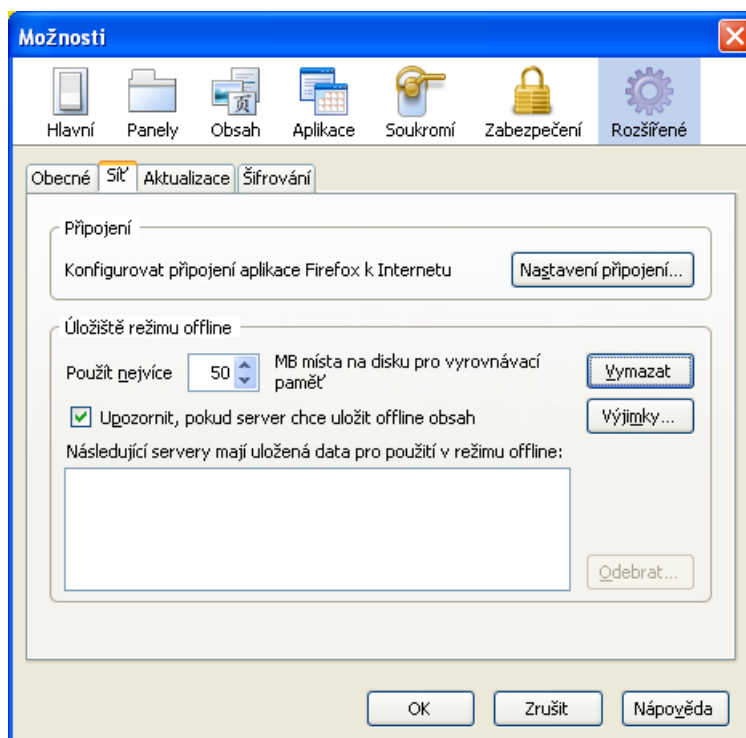 Možnosti
Hlavní Panely Obsah Aplikace Soukromí Zabezpečení Rozšířené
Obecné Síť Aktualizace Šifrování
Připojení
Konfigurovat připojení aplikace Firefox k Internetu Nastavení připojení...
Úložiště režimu offline
Použít nejvíce 50 MB místa na disku pro vyrovnávací
paměť
Vymazat
Upozornit, pokud server chce uložit offline obsah Výjimky...
Následující servery mají uložená data pro použití v režimu offline:
Odebrat...
OK Zrušit Nápověda